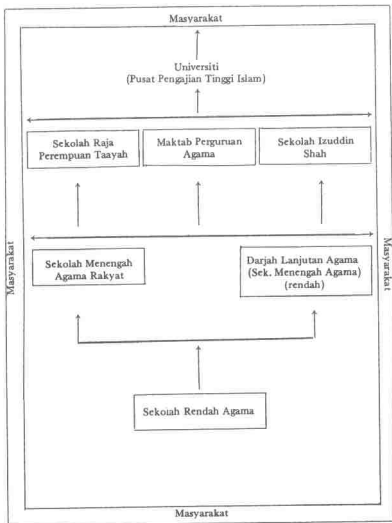 Masyarakat
Universiti
(Pusat Pengajian Tinggi Islam)
Sekolah Raja
Perempuan Taayah
Maktab Perguruan
Agama
Sekolah Izuddin
Shah
Masyarakat
Masyarakat
Sekolah Menengah
Agama Rakyat
Darjah Lanjutan Agama
(Sek. Menengah Agama)
(rendah)
Sekolah Rendah Agama
Masyarakat